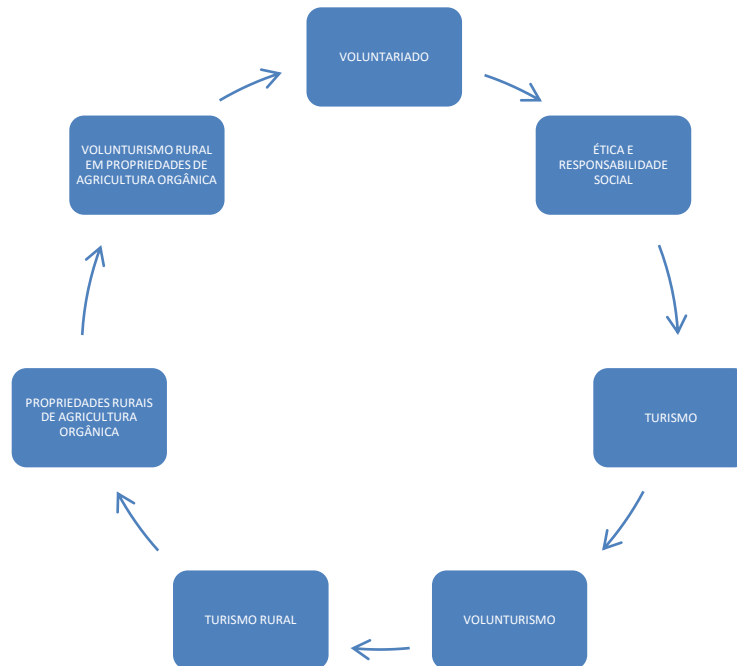 VOLUNTARIADO
ÉTICA E
RESPONSABILIDADE
SOCIAL
TURISMO
VOLUNTURISMO
TURISMO RURAL
PROPRIEDADES RURAIS
DE AGRICULTURA
ORGÂNICA
VOLUNTURISMO RURAL
EM PROPRIEDADES DE
AGRICULTURA ORGÂNICA